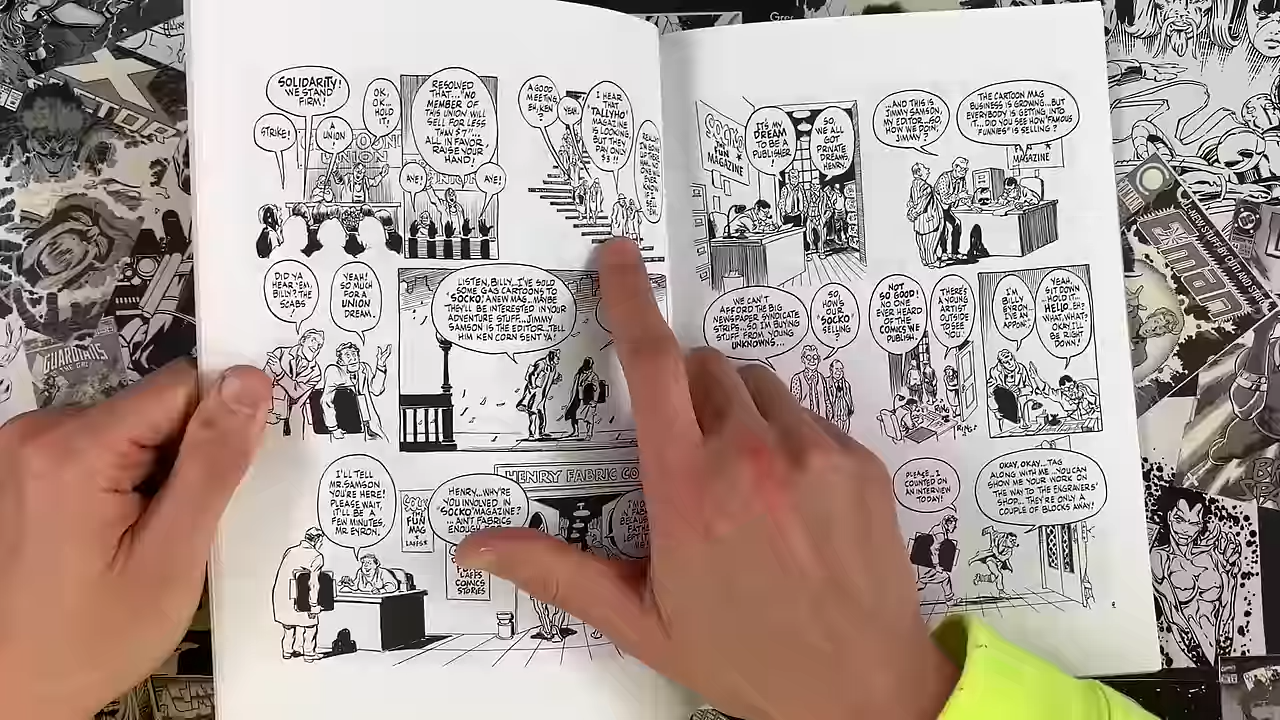 SOLIDARITY!
WE STAND
FIRM!
STRIKE!
A
UNION
OK,
OK...
HOLD
IT!
UNION
RESOLVED
THAT..."NO
MEMBER OF
THIS UNION WILL
SELL FOR LESS
THAN $7"...
ALL IN FAVOR
RAISE YOUR
HAND!
AYE!
AYE!
A GOOD
MEETING,
EH, KEN
?
YEP.
I HEAR
THAT
'TALLYHO'
MAGAZINE
IS LOOKING
BUT THEY
PAY ONLY
$3!!
DID YA
HEAR 'EM,
BILLY? THE
SCABS!
YEAH!
SO MUCH
FOR A
UNION
DREAM.
LISTEN, BILLY...I'VE SOLD
SOME GAG CARTOONS TO
'SOCKO', A NEW MAG... MAYBE
THEY'LL BE INTERESTED IN YOUR
ADVENTURE STUFF...JIMMY
SAMSON IS THE EDITOR..TELL
HIM KEN CORN SENT YA!
I'LL TELL
MR. SAMSON
YOU'RE HERE!
PLEASE WAIT,
IT'LL BE A
FEW MINUTES,
MR. EYRON.
FUN
MAG
HENRY FABRIC CO
HENRY...WHY'RE
YOU INVOLVED IN
'SOCKO' MAGAZINE?
...AIN'T FABRICS
LAFFS
COMICS
STORIES
SOCKO
MAGAZINE
IT'S MY
DREAM
TO BE A
PUBLISHER
SO,
WE ALL
GOT
PRIVATE
DREAMS,
HENRY.
...AND THIS IS
JIMMY SAMSON,
MY EDITOR...SO,
HOW WE DOIN',
JIMMY?
THE CARTOON MAG
BUSINESS IS GROWING...BUT
EVERYBODY IS GETTING INTO
IT...DID YOU SEE HOW 'FAMOUS
FUNNIES' IS SELLING?
MAGAZINE
WE CAN'T
AFFORD THE BIG
NEWSPAPER SYNDICATE
STRIPS...SO I'M BUYING
STUFF FROM YOUNG
UNKNOWNS...
SO,
HOW'S
OUR
'SOCKO'
SELLING
?
NOT
SO GOOD!
NO ONE
EVER HEARD
OF THE
COMICS WE
PUBLISH.
THERE'S
A YOUNG
ARTIST
OUTSIDE
TO SEE
YOU.
RING
RING
I'M
BILLY
EYRON.
YEAH,
SIT DOWN
...HOLD IT...
HELLO..EH?
WHAT, WHAT?
OKAY I'LL
BE RIGHT
DOWN!
PLEASE..I
COUNTED ON
AN INTERVIEW
TODAY!
OKAY, OKAY...TAG
ALONG WITH ME...YOU CAN
SHOW ME YOUR WORK ON
THE WAY TO THE ENGRAVERS'
SHOP... THEY'RE ONLY A
COUPLE OF BLOCKS AWAY!
GUARDIANS